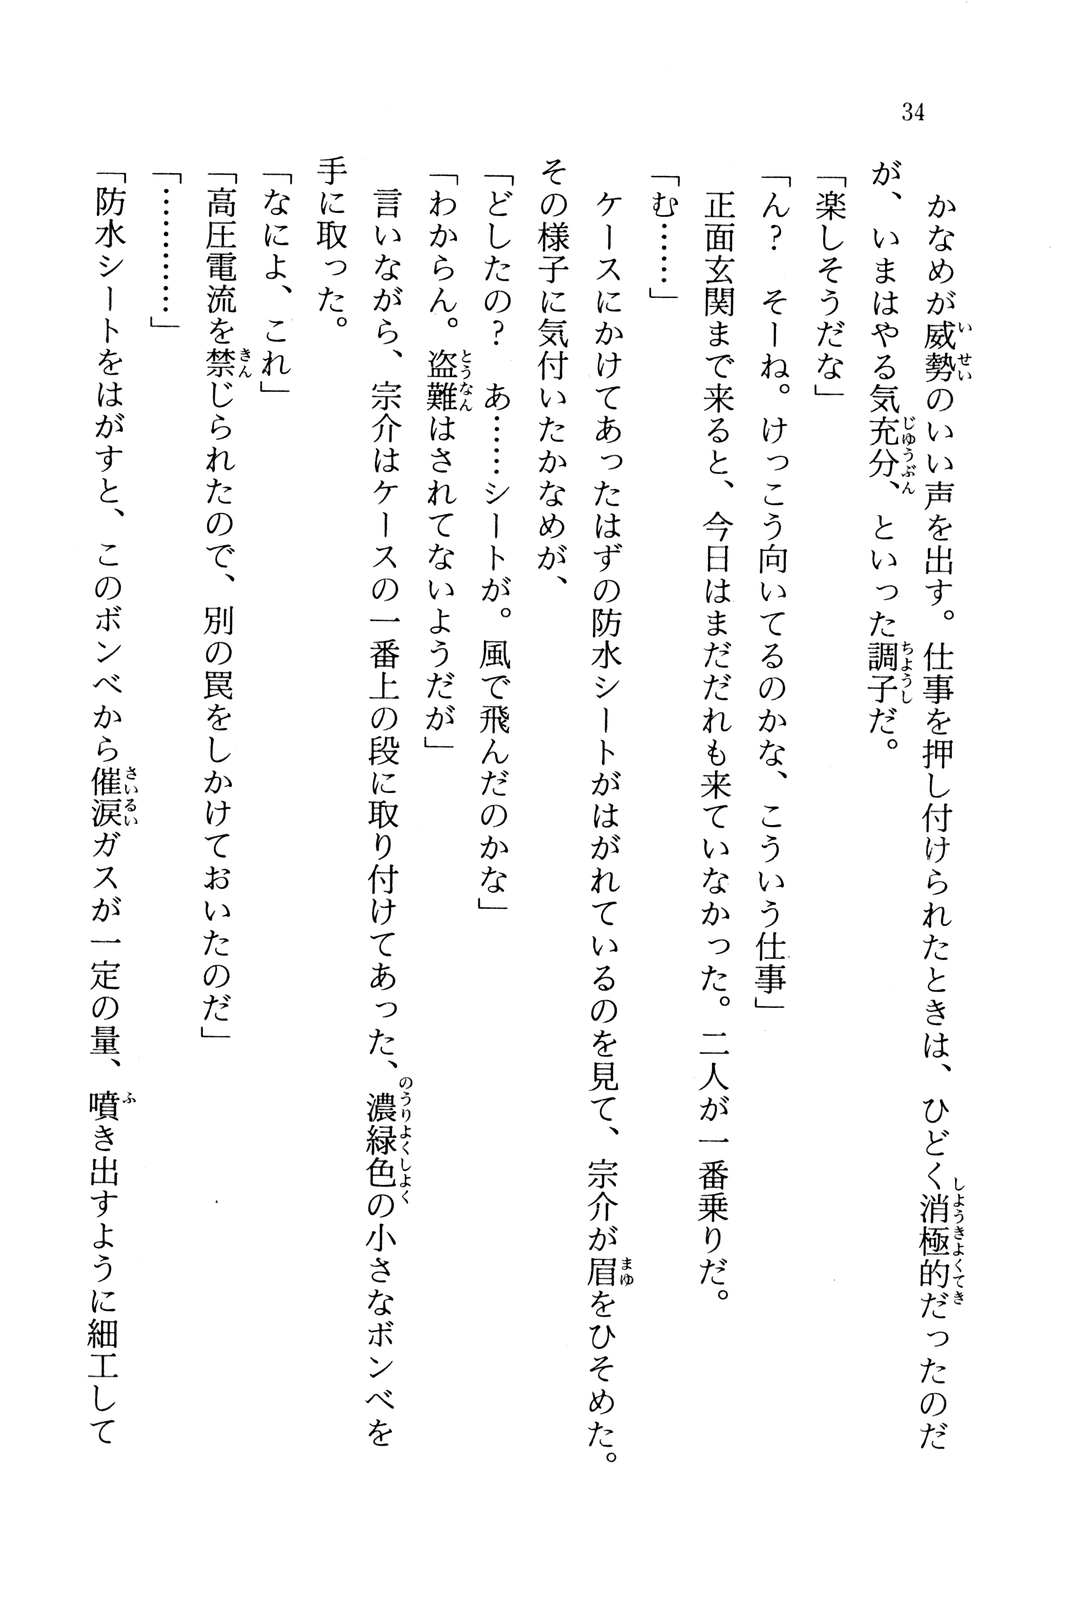 34
　かなめが威勢のいい声を出す。仕事を押し付けられたときは、ひどく消極的だったのだ
が、いまはやる気充分、といった調子だ。
「楽しそうだな」
「ん？　そーね。けっこう向いてるのかな、こういう仕事」
　正面玄関まで来ると、今日はまだだれも来ていなかった。二人が一番乗りだ。
「む……」
　ケースにかけてあったはずの防水シートがはがれているのを見て、宗介が眉をひそめた。
その様子に気付いたかなめが、
「どしたの？　あ……シートが。風で飛んだのかな」
「わからん。盗難はされてないようだが」
　言いながら、宗介はケースの一番上の段に取り付けてあった、濃緑色の小さなボンベを
手に取った。
「なによ、これ」
「高圧電流を禁じられたので、別の罠をしかけておいたのだ」
「…………」
「防水シートをはがすと、このボンベから催涙ガスが一定の量、噴き出すように細工して